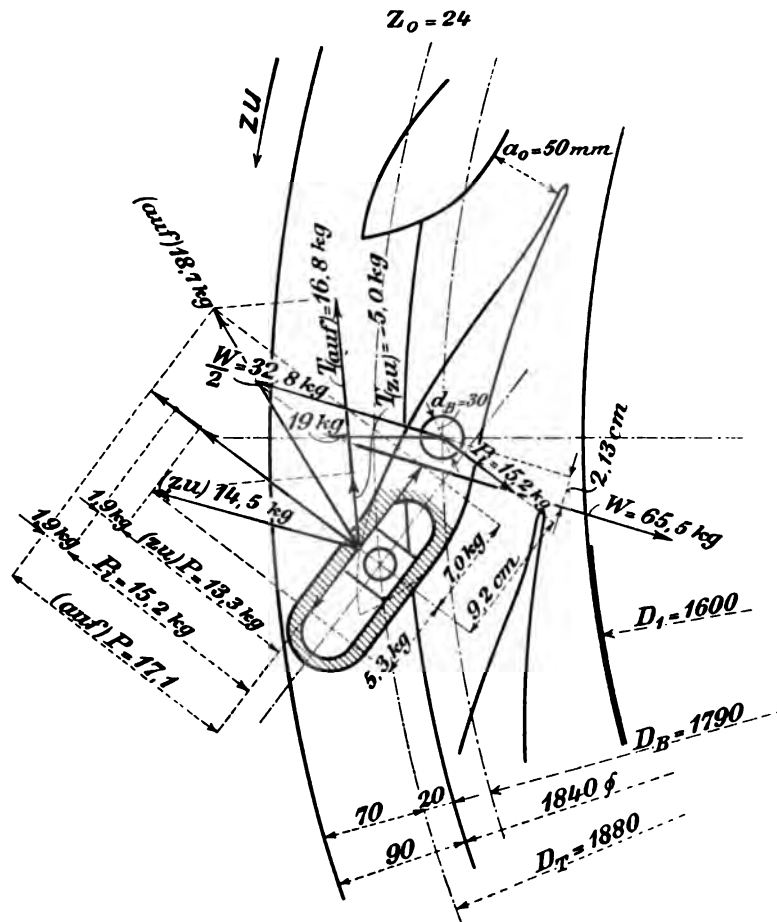 Z₀ = 24
zu
a₀ = 50 mm
(auf) 18,7 kg
T(auf) = 16,8 kg
T(zu) = -5,0 kg
W/2 = 32,8 kg
d_B = 30
19 kg
P_i = 15,2 kg
2,13 cm
(zu) 14,5 kg
W = 65,5 kg
1,9 kg
1,9 kg
(zu) P = 13,3 kg
P_i = 15,2 kg
(auf) P = 17,1
7,0 kg
9,2 cm
5,3 kg
D₁ = 1600
D_B = 1790
70
20
1840 ϕ
90
D_T = 1880